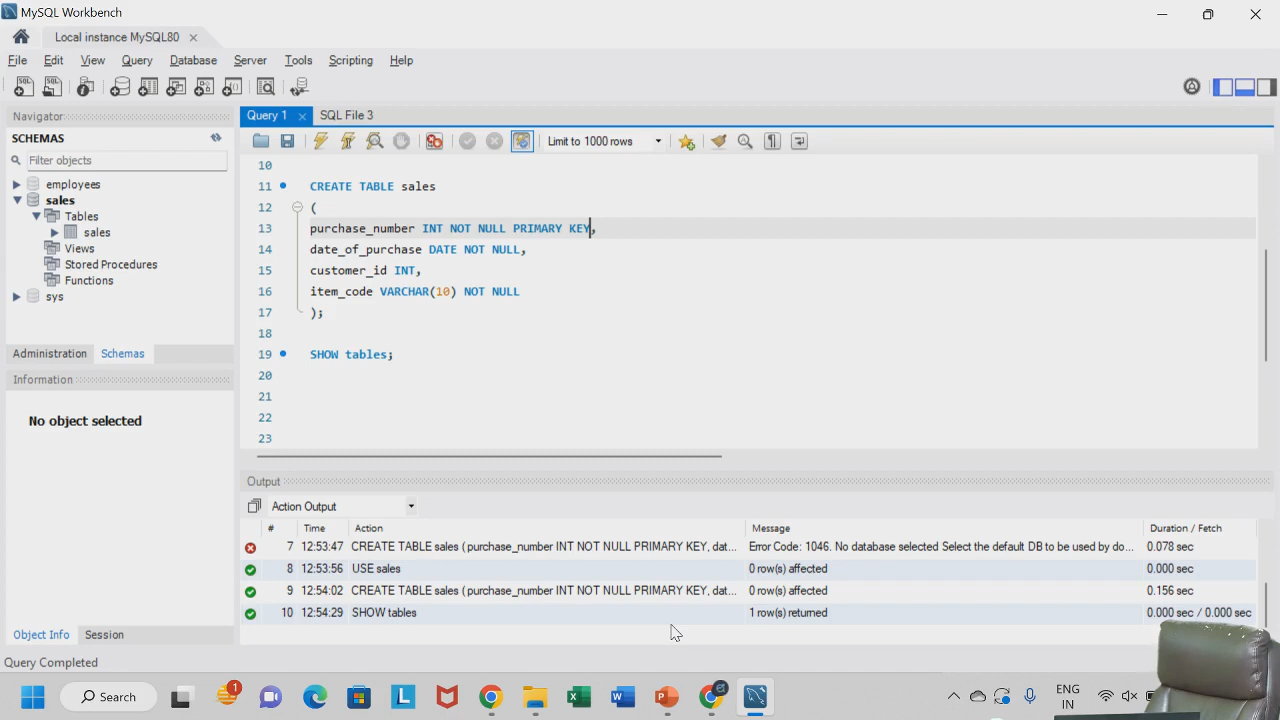 MySQL Workbench
Local instance MySQL80
File Edit View Query Database Server Tools Scripting Help
Navigator
SCHEMAS
Filter objects
employees
sales
Tables
sales
Views
Stored Procedures
Functions
sys
Administration Schemas
Information
No object selected
Object Info Session
Query Completed
Query 1 SQL File 3
Limit to 1000 rows
10
11 CREATE TABLE sales
12 (
13 purchase_number INT NOT NULL PRIMARY KEY,
14 date_of_purchase DATE NOT NULL,
15 customer_id INT,
16 item_code VARCHAR(10) NOT NULL
17 );
18
19 SHOW tables;
20
21
22
23
Output
Action Output
# Time Action Message Duration / Fetch
7 12:53:47 CREATE TABLE sales ( purchase_number INT NOT NULL PRIMARY KEY, dat... Error Code: 1046. No database selected Select the default DB to be used by do... 0.078 sec
8 12:53:56 USE sales 0 row(s) affected 0.000 sec
9 12:54:02 CREATE TABLE sales ( purchase_number INT NOT NULL PRIMARY KEY, dat... 0 row(s) affected 0.156 sec
10 12:54:29 SHOW tables 1 row(s) returned 0.000 sec / 0.000 sec
Search
1
ENG
IN